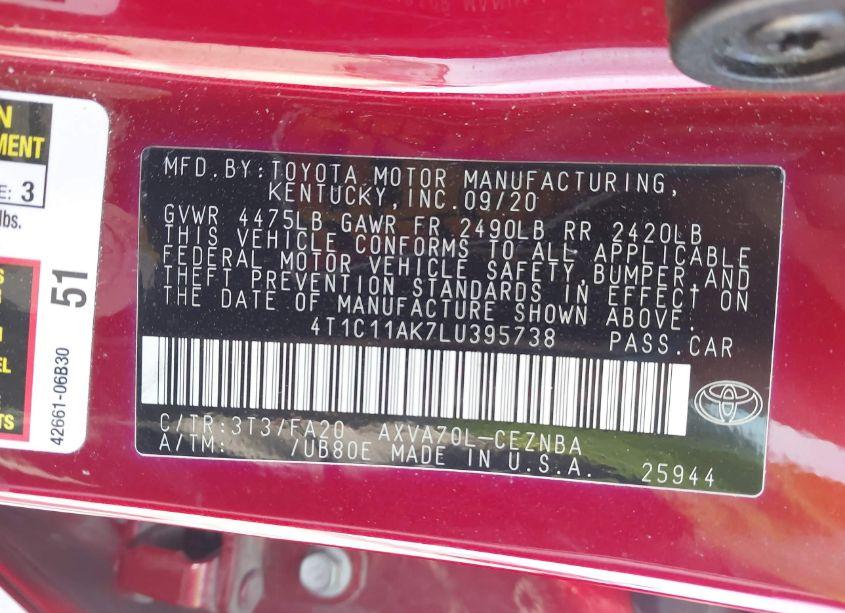 N
MENT
E: 3
lbs.
S
EL
TS
51
42661-06B30
MFD.BY:TOYOTA MOTOR MANUFACTURING,
KENTUCKY,INC.09/20
GVWR 4475LB GAWR FR 2490LB RR 2420LB
THIS VEHICLE CONFORMS TO ALL APPLICABLE
FEDERAL MOTOR VEHICLE SAFETY,BUMPER,AND
THEFT PREVENTION STANDARDS IN EFFECT ON
THE DATE OF MANUFACTURE SHOWN ABOVE.
4T1C11AK7LU395738 PASS.CAR
C/TR:3T3/FA20 AXVA70L-CEZNBA
A/TM: /UB80E MADE IN U.S.A. 25944